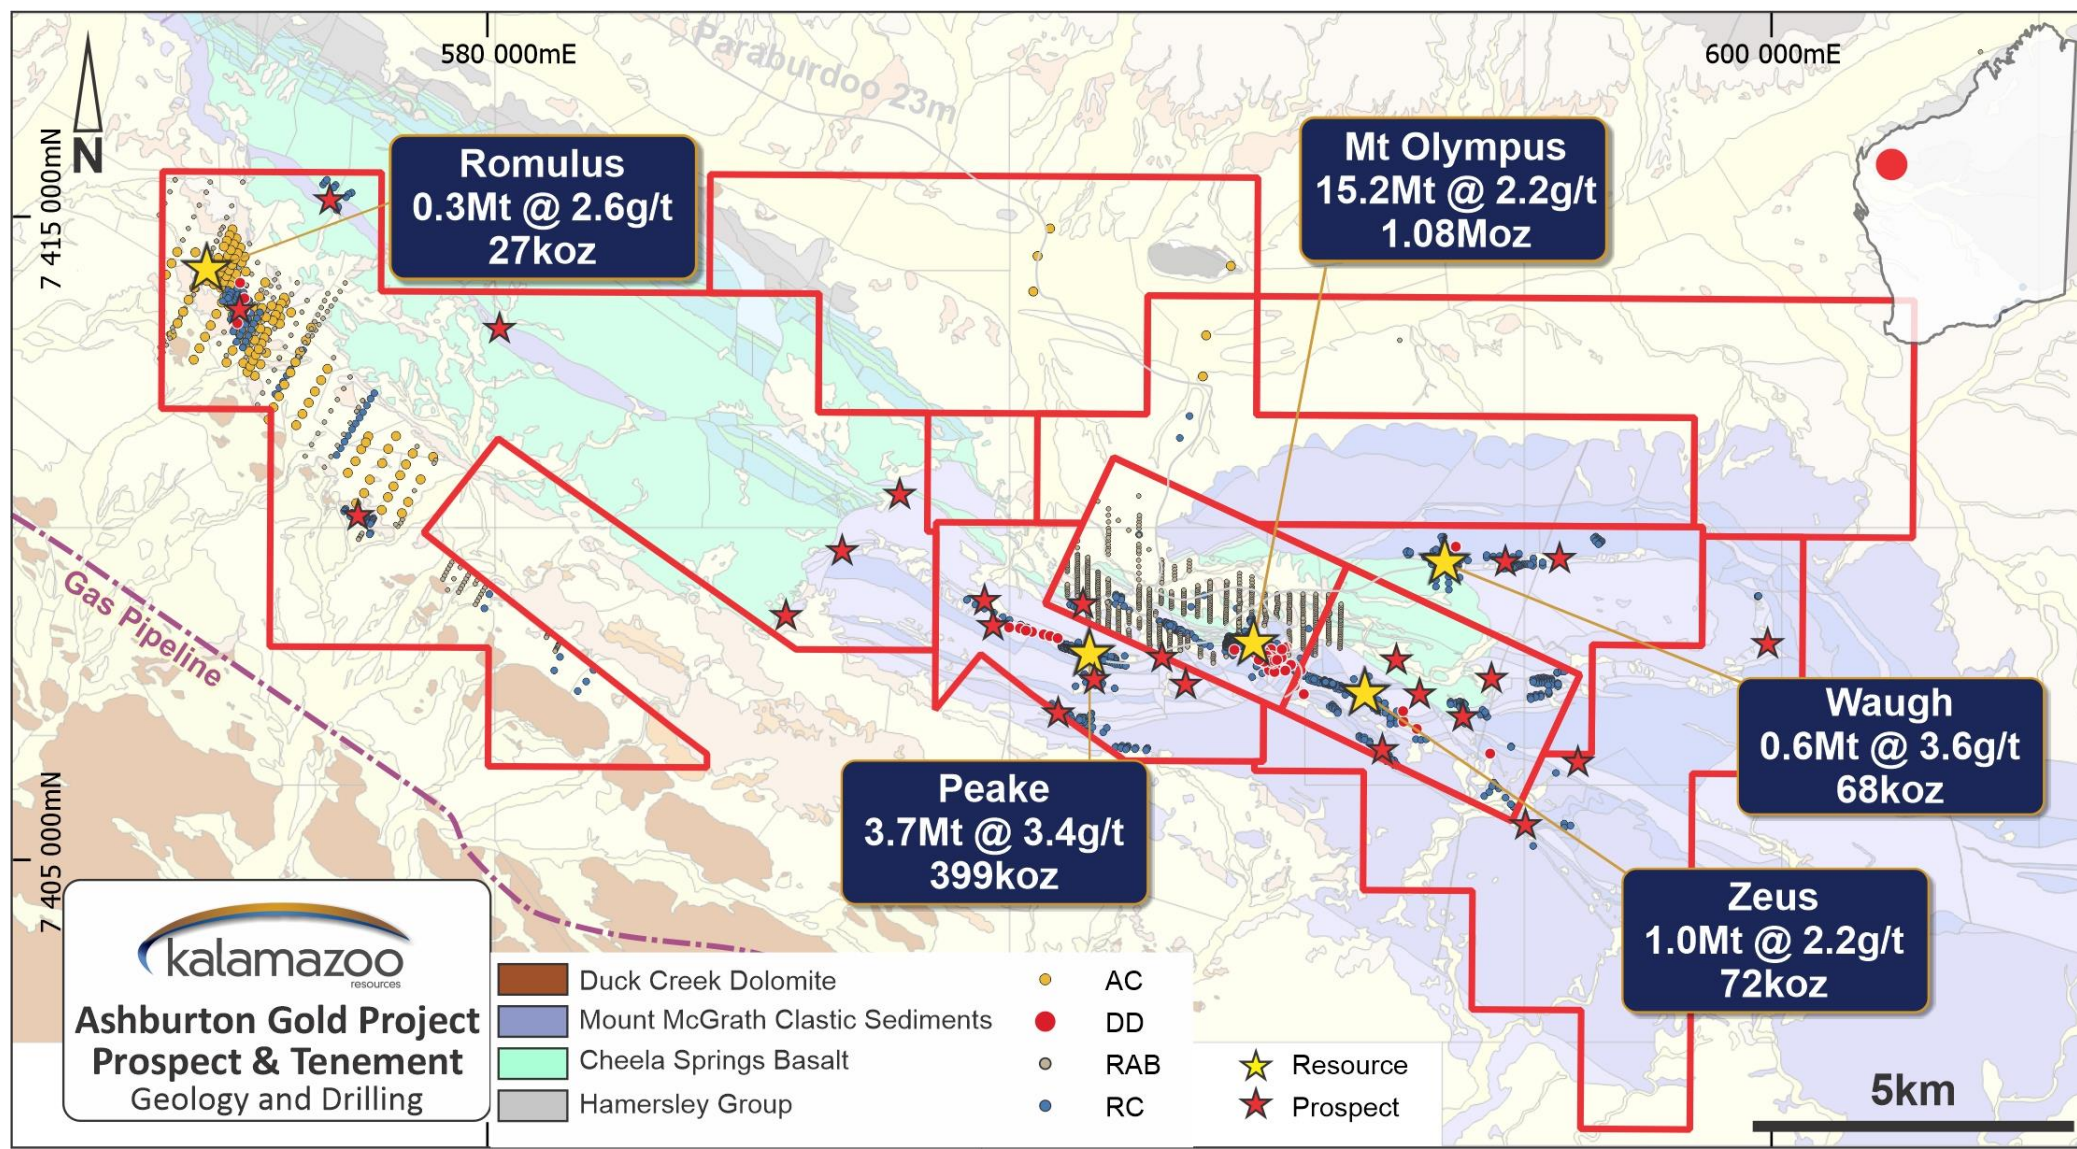 580 000mE
600 000mE
Paraburdoo 23m
N
7 415 000mN
Romulus
0.3Mt @ 2.6g/t
27koz
Mt Olympus
15.2Mt @ 2.2g/t
1.08Moz
Gas Pipeline
Waugh
0.6Mt @ 3.6g/t
68koz
Peake
3.7Mt @ 3.4g/t
399koz
7 405 000mN
Zeus
1.0Mt @ 2.2g/t
72koz
kalamazoo
resources
Ashburton Gold Project
Prospect & Tenement
Geology and Drilling
Duck Creek Dolomite
Mount McGrath Clastic Sediments
Cheela Springs Basalt
Hamersley Group
AC
DD
RAB
RC
Resource
Prospect
5km